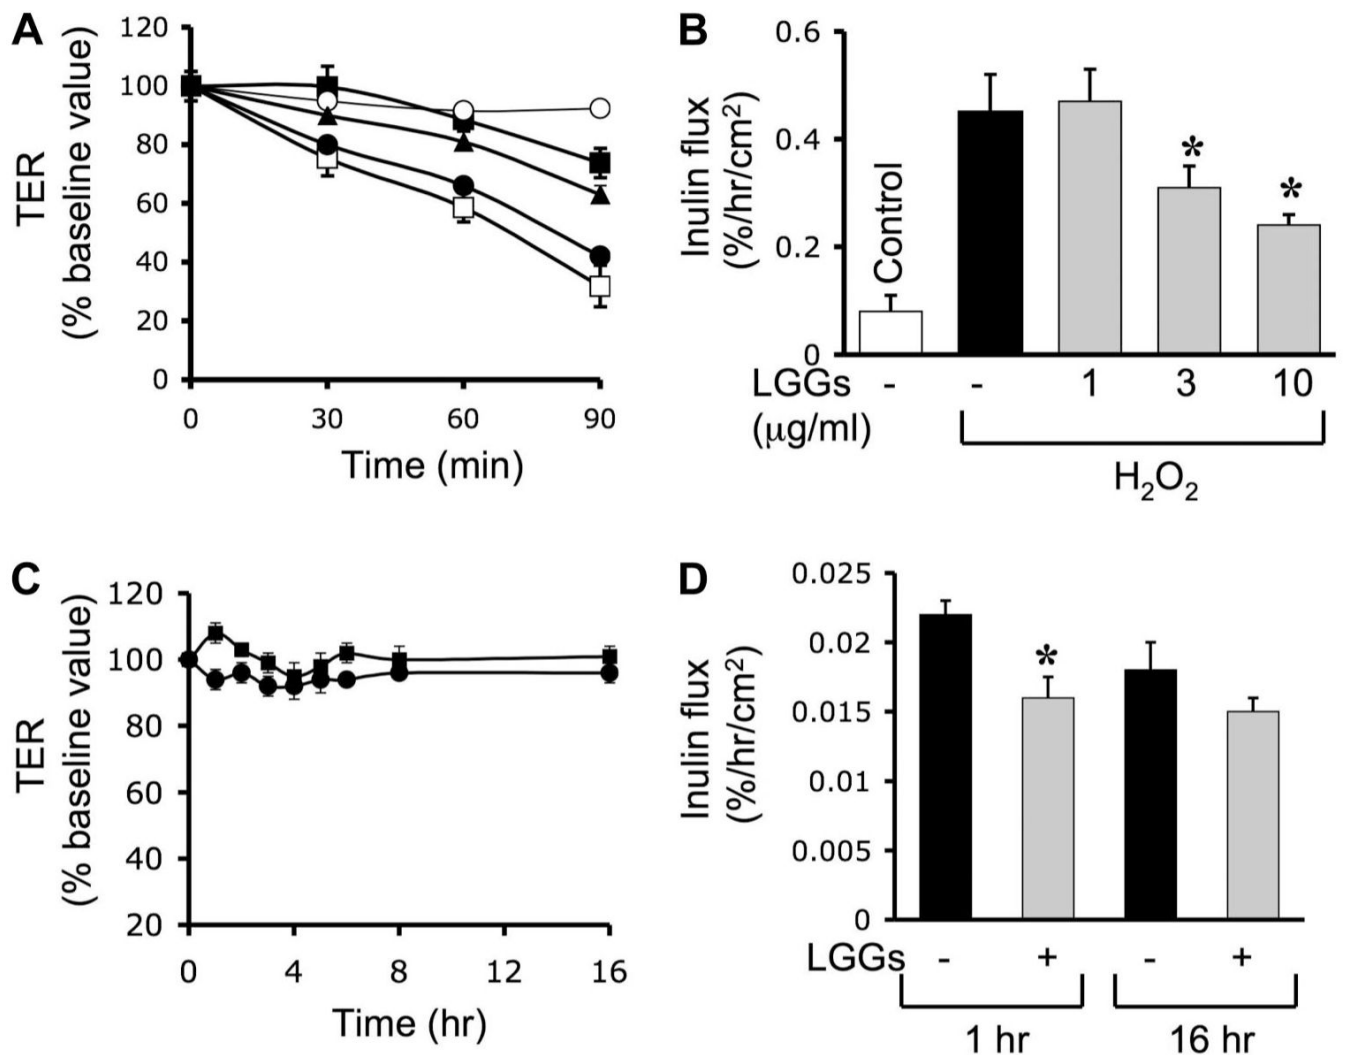 A
TER
(% baseline value)
120
100
80
60
40
20
0
0 30 60 90
Time (min)
B
Inulin flux
(%/hr/cm²)
0.6
0.4
0.2
0
Control
*
*
LGGs - - 1 3 10
(μg/ml)
H₂O₂
C
TER
(% baseline value)
120
100
80
60
40
20
0 4 8 12 16
Time (hr)
D
Inulin flux
(%/hr/cm²)
0.025
0.02
0.015
0.01
0.005
0
*
LGGs - + - +
1 hr 16 hr